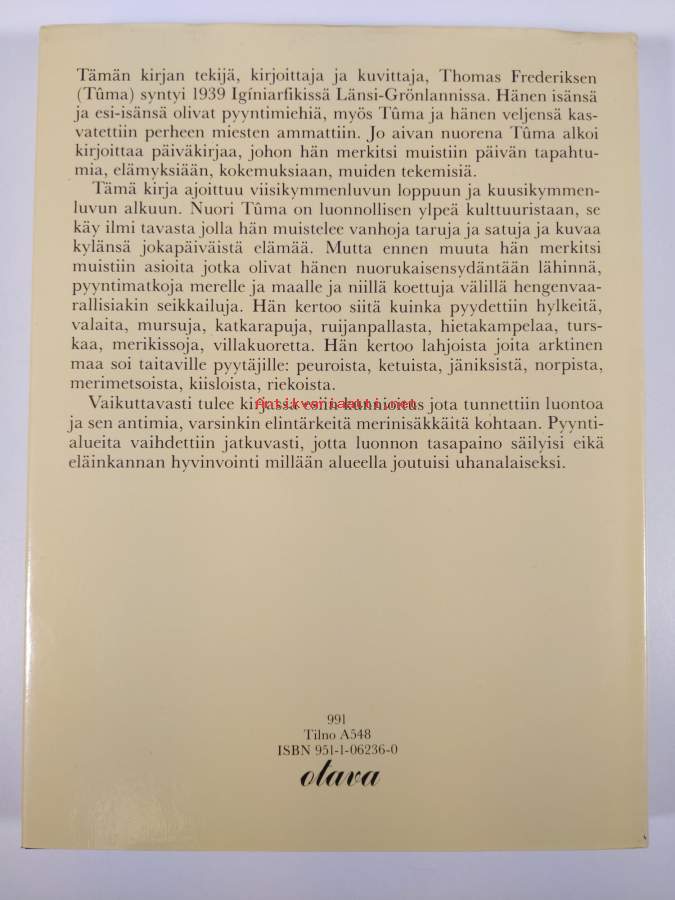 Tämän kirjan tekijä, kirjoittaja ja kuvittaja, Thomas Frederiksen
(Tûma) syntyi 1939 Igíniarfikissä Länsi-Grönlannissa. Hänen isänsä
ja esi-isänsä olivat pyyntimiehiä, myös Tûma ja hänen veljensä kas-
vatettiin perheen miesten ammattiin. Jo aivan nuorena Tûma alkoi
kirjoittaa päiväkirjaa, johon hän merkitsi muistiin päivän tapahtu-
mia, elämyksiään, kokemuksiaan, muiden tekemisiä.
Tämä kirja ajoittuu viisikymmenluvun loppuun ja kuusikymmen-
luvun alkuun. Nuori Tûma on luonnollisen ylpeä kulttuuristaan, se
käy ilmi tavasta jolla hän muistelee vanhoja taruja ja satuja ja kuvaa
kylänsä jokapäiväistä elämää. Mutta ennen muuta hän merkitsi
muistiin asioita jotka olivat hänen nuorukaisensydäntään lähinnä,
pyyntimatkoja merelle ja maalle ja niillä koettuja välillä hengenvaa-
rallisiakin seikkailuja. Hän kertoo siitä kuinka pyydettiin hylkeitä,
valaita, mursuja, katkarapuja, ruijanpallasta, hietakampelaa, turs-
kaa, merikissoja, villakuoretta. Hän kertoo lahjoista joita arktinen
maa soi taitaville pyytäjille: peuroista, ketuista, jäniksistä, norpista,
merimetsoista, kiisloista, riekoista.
Vaikuttavasti tulee kirjassa esiin kunnioitus jota tunnettiin luontoa
Antikvariaatti.net
ja sen antimia, varsinkin elintärkeitä merinisäkkäitä kohtaan. Pyynti-
alueita vaihdettiin jatkuvasti, jotta luonnon tasapaino säilyisi eikä
eläinkannan hyvinvointi millään alueella joutuisi uhanalaiseksi.
991
Tilno A548
ISBN 951-1-06236-0
otava